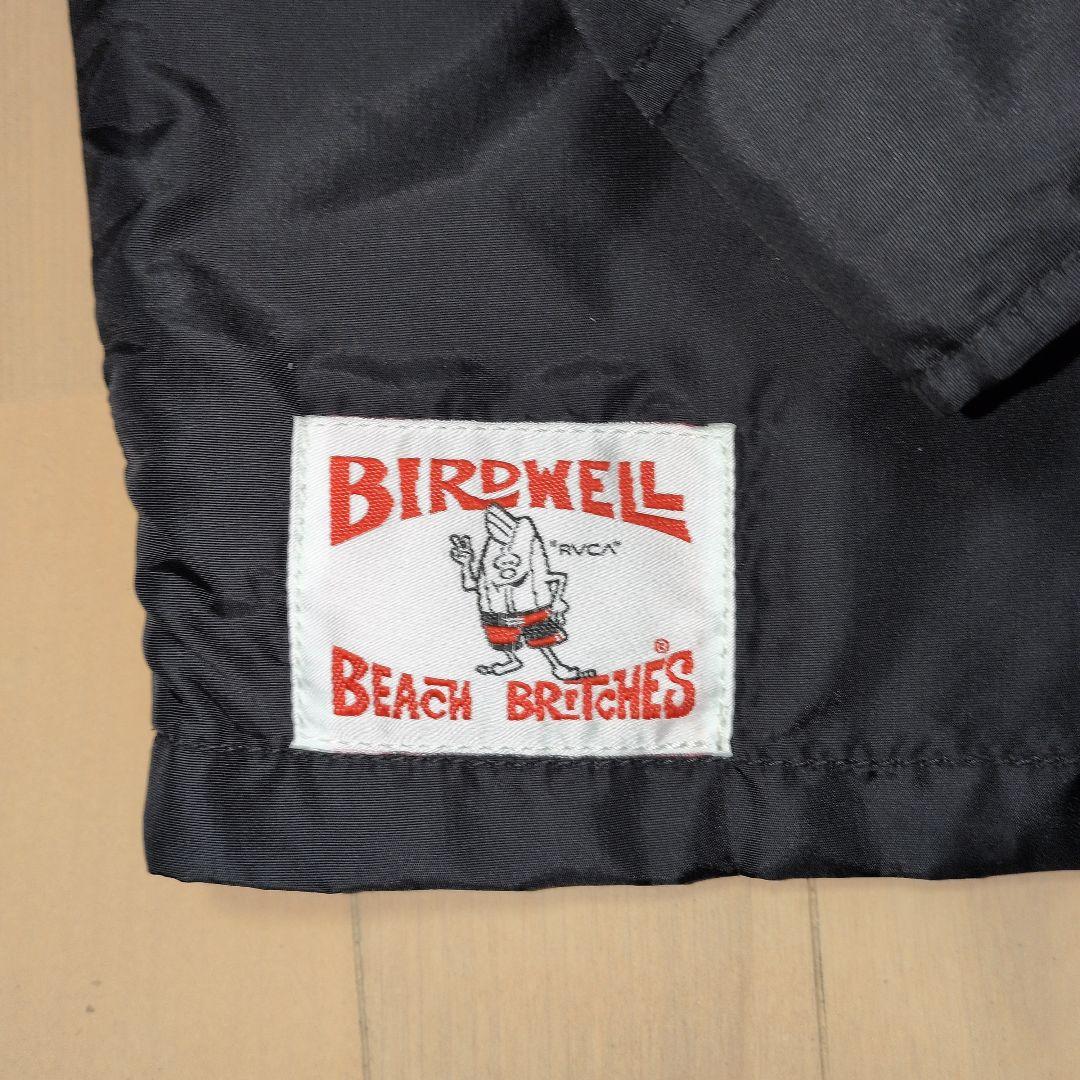 BIRDWELL
"RVCA"
®
BEACH BRITCHES